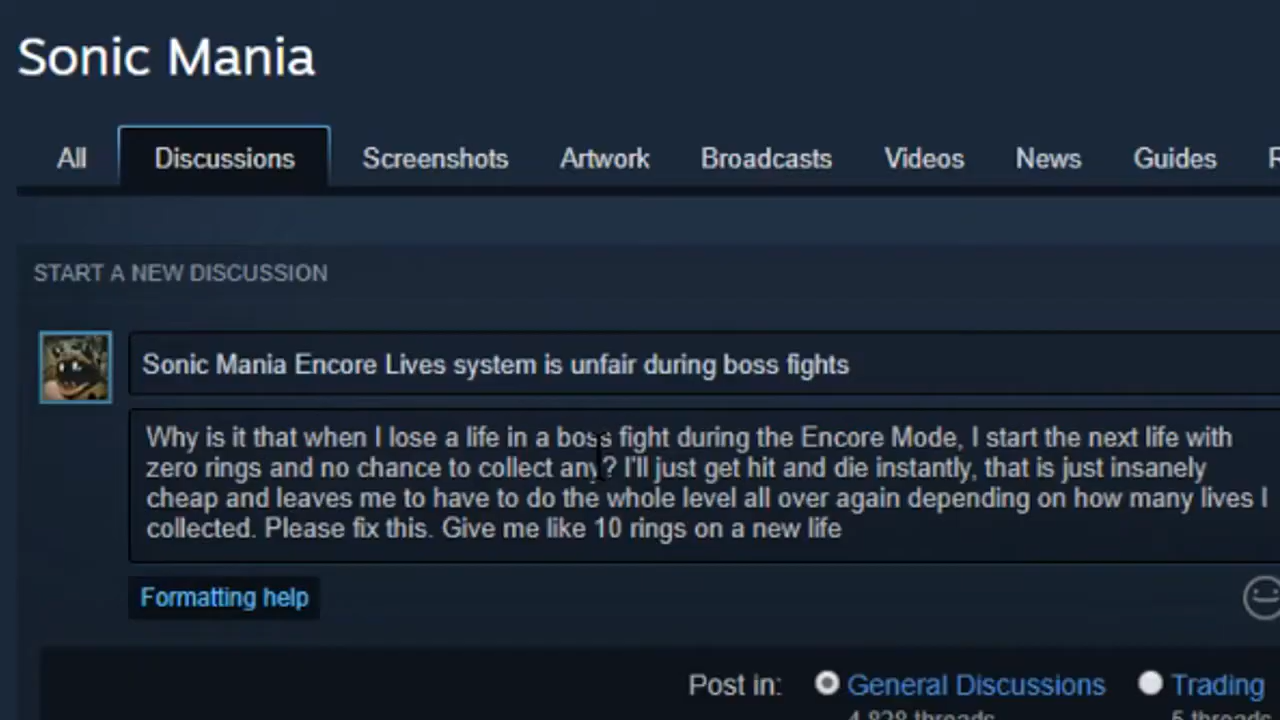 Sonic Mania
All Discussions Screenshots Artwork Broadcasts Videos News Guides
START A NEW DISCUSSION
Sonic Mania Encore Lives system is unfair during boss fights
Why is it that when I lose a life in a boss fight during the Encore Mode, I start the next life with
zero rings and no chance to collect any? I'll just get hit and die instantly, that is just insanely
cheap and leaves me to have to do the whole level all over again depending on how many lives I
collected. Please fix this. Give me like 10 rings on a new life
Formatting help
Post in: General Discussions Trading
4,828 threads 5 threads